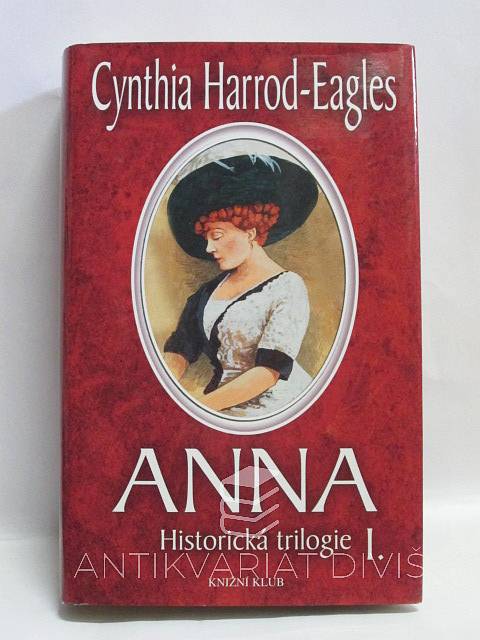 Cynthia Harrod-Eagles
ANNA
Historická trilogie I.
ANTIKVARIÁT DIVIŠ
KNIŽNÍ KLUB